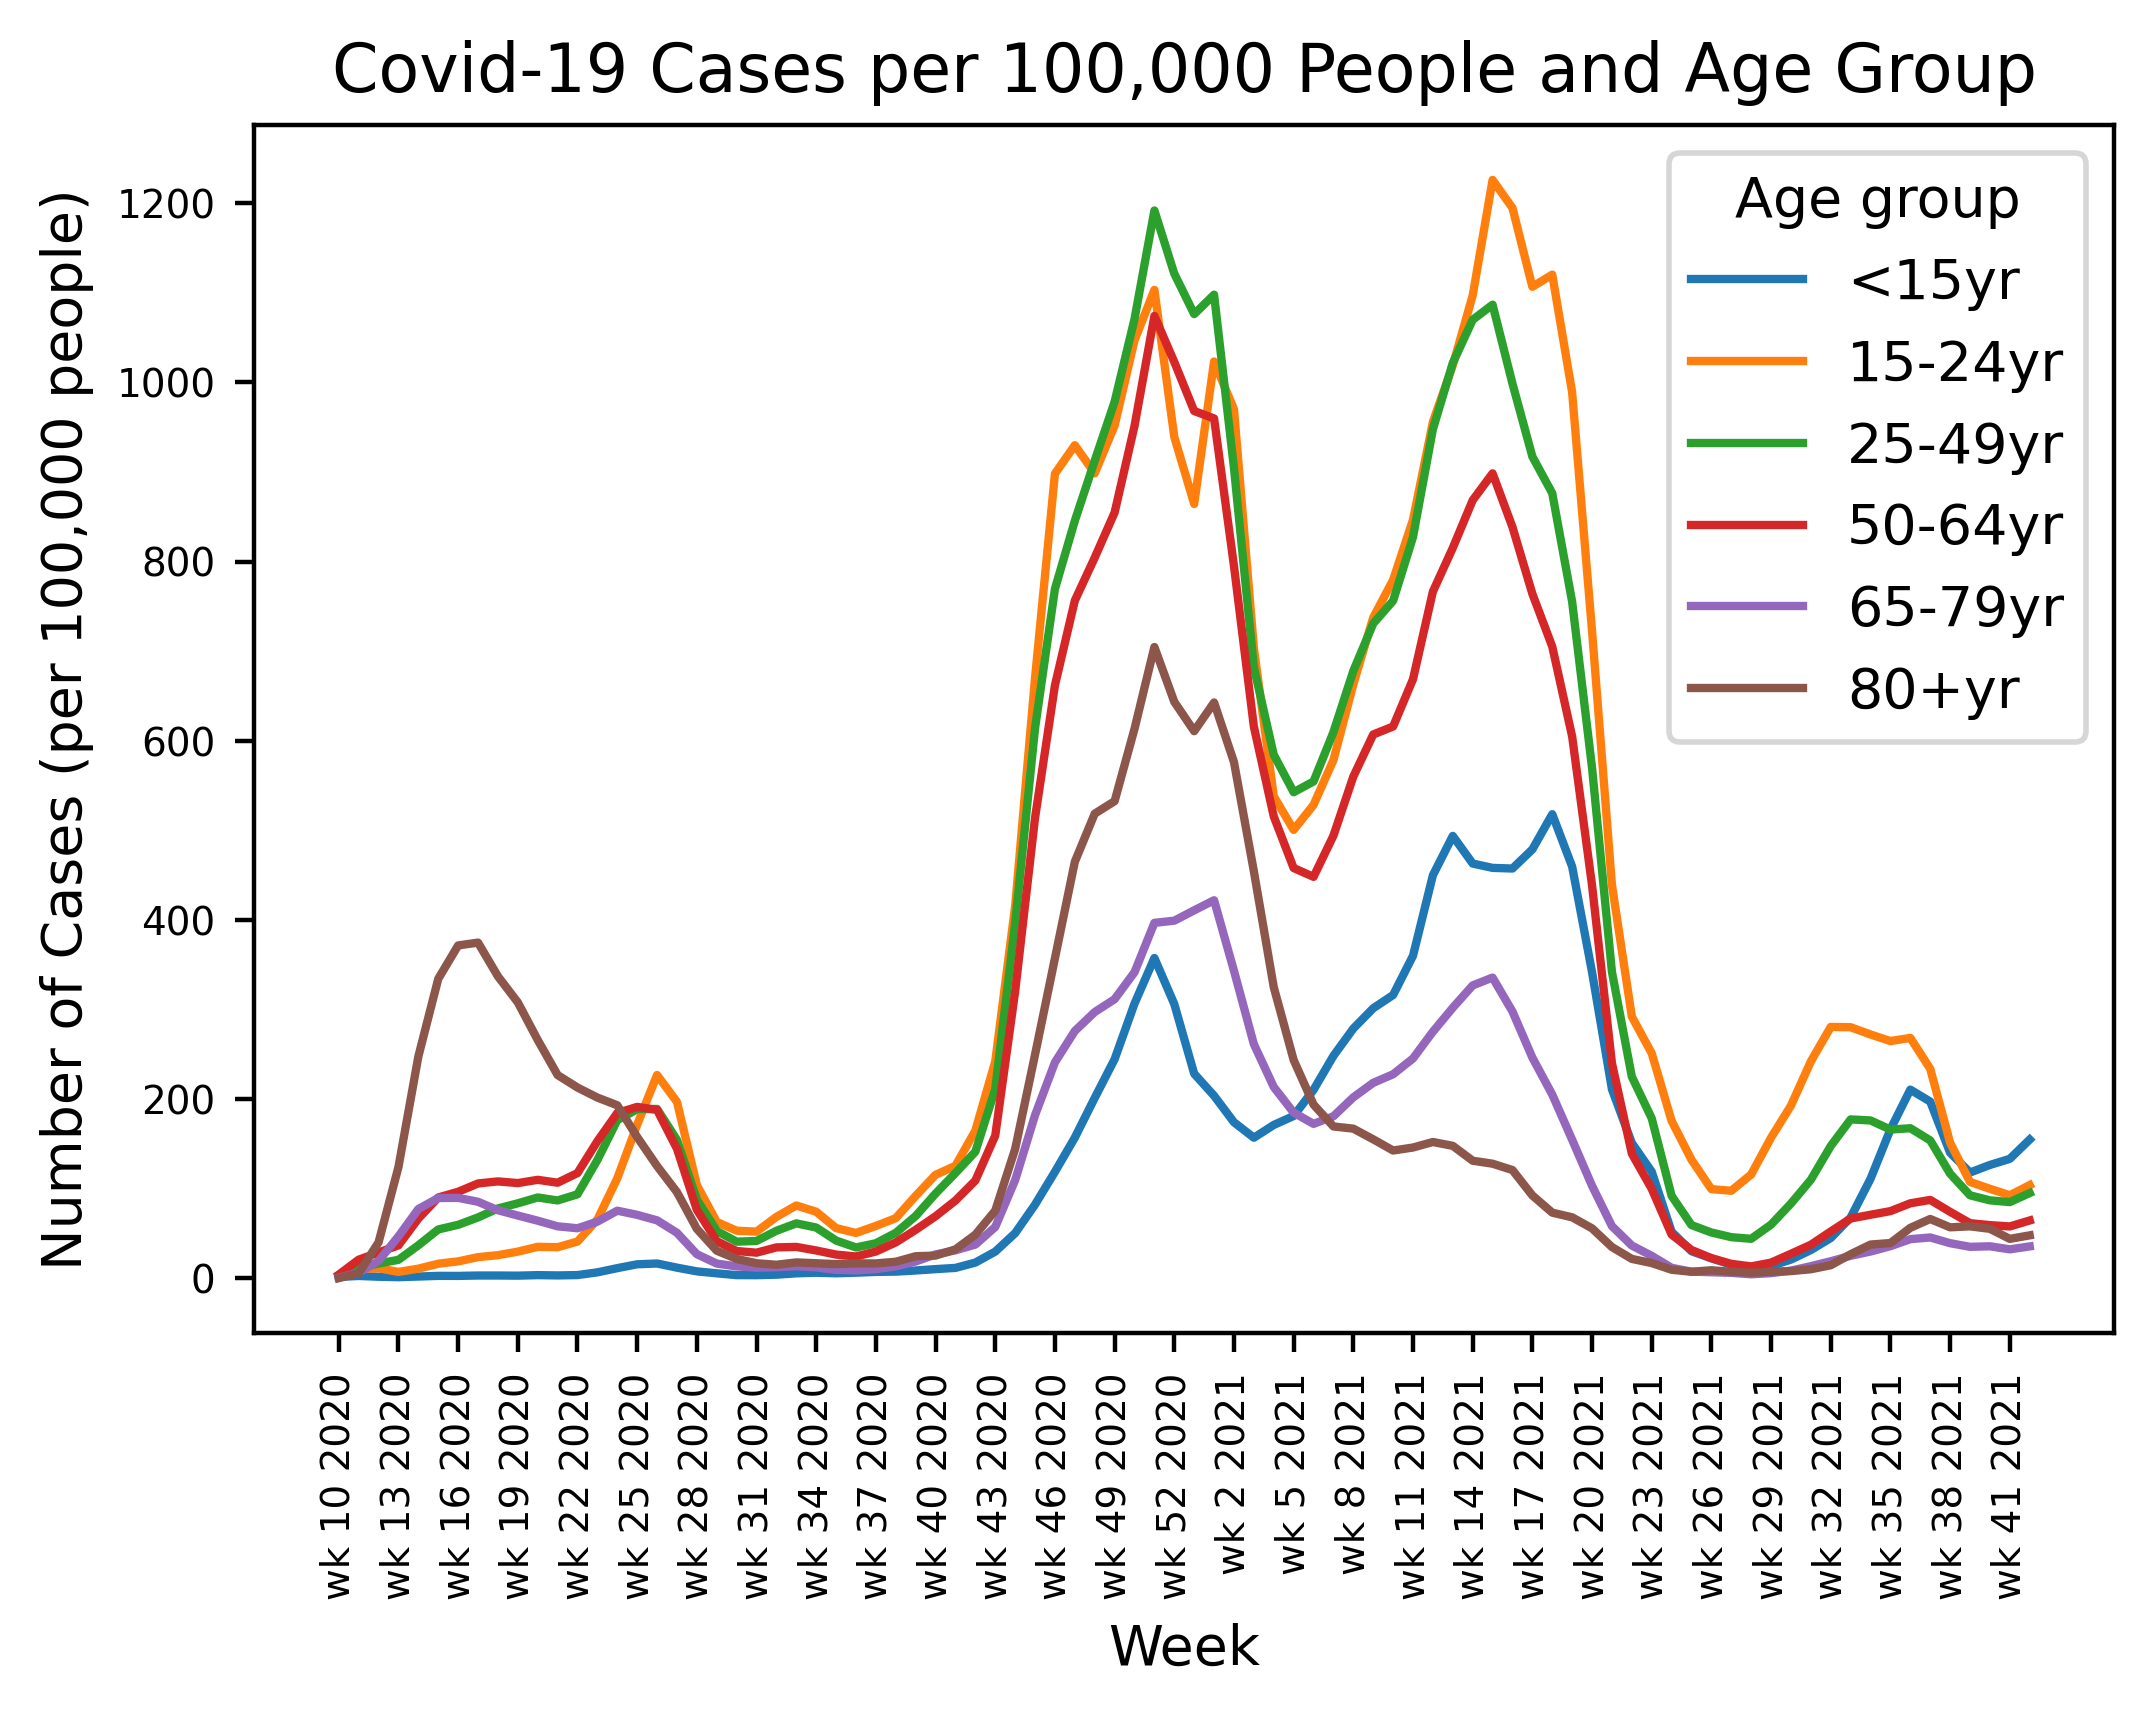 Covid-19 Cases per 100,000 People and Age Group
Number of Cases (per 100,000 people)
1200
1000
800
600
400
200
0
Age group
<15yr
15-24yr
25-49yr
50-64yr
65-79yr
80+yr
wk 10 2020
wk 13 2020
wk 16 2020
wk 19 2020
wk 22 2020
wk 25 2020
wk 28 2020
wk 31 2020
wk 34 2020
wk 37 2020
wk 40 2020
wk 43 2020
wk 46 2020
wk 49 2020
wk 52 2020
wk 2 2021
wk 5 2021
wk 8 2021
wk 11 2021
wk 14 2021
wk 17 2021
wk 20 2021
wk 23 2021
wk 26 2021
wk 29 2021
wk 32 2021
wk 35 2021
wk 38 2021
wk 41 2021
Week